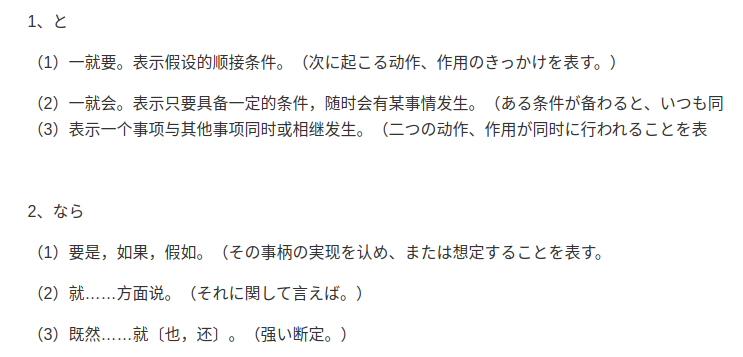 1、と
（1）一就要。表示假设的顺接条件。（次に起こる动作、作用のきっかけを表す。）
（2）一就会。表示只要具备一定的条件，随时会有某事情发生。（ある条件が备わると、いつも同
（3）表示一个事项与其他事项同时或相继发生。（二つの动作、作用が同时に行われることを表
2、なら
（1）要是，如果，假如。（その事柄の实现を认め、または想定することを表す。
（2）就……方面说。（それに関して言えば。）
（3）既然……就〔也，还〕。（强い断定。）